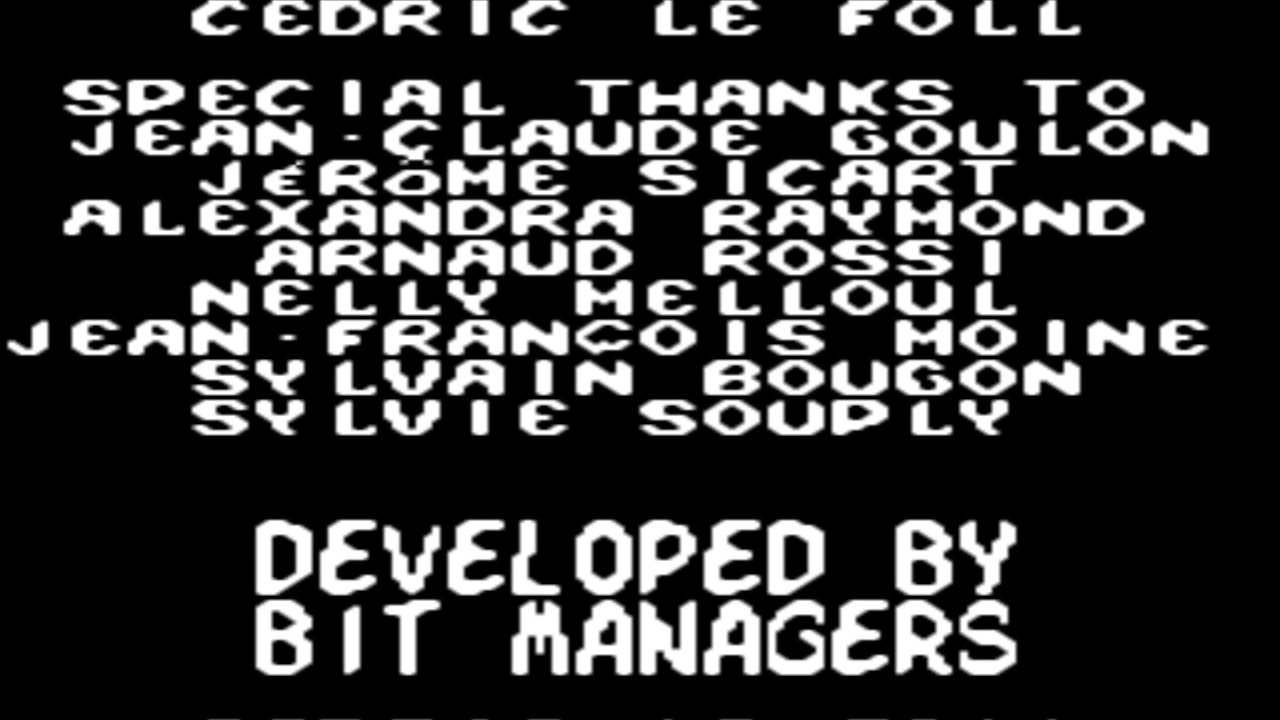 CEDRIC LE FOLL
SPECIAL THANKS TO
JEAN-CLAUDE GOULON
JÉRÔME SICART
ALEXANDRA RAYMOND
ARNAUD ROSSI
NELLY MELLOUL
JEAN-FRANÇOIS MOINE
SYLVAIN BOUGON
SYLVIE SOUPLY
DEVELOPED BY
BIT MANAGERS